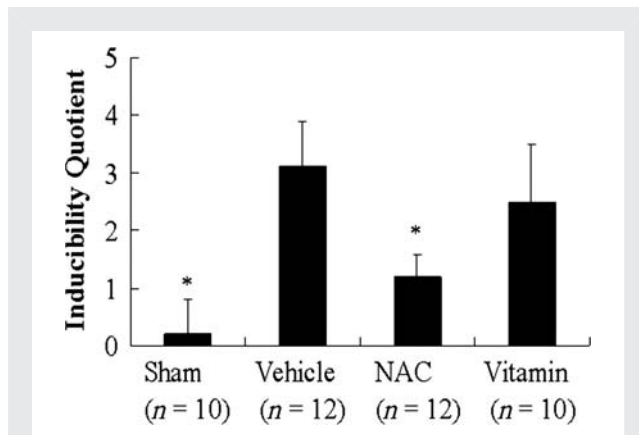 Inducibility Quotient
5
4
3
2
1
0
*
*
Sham Vehicle NAC Vitamin
(n = 10) (n = 12) (n = 12) (n = 10)